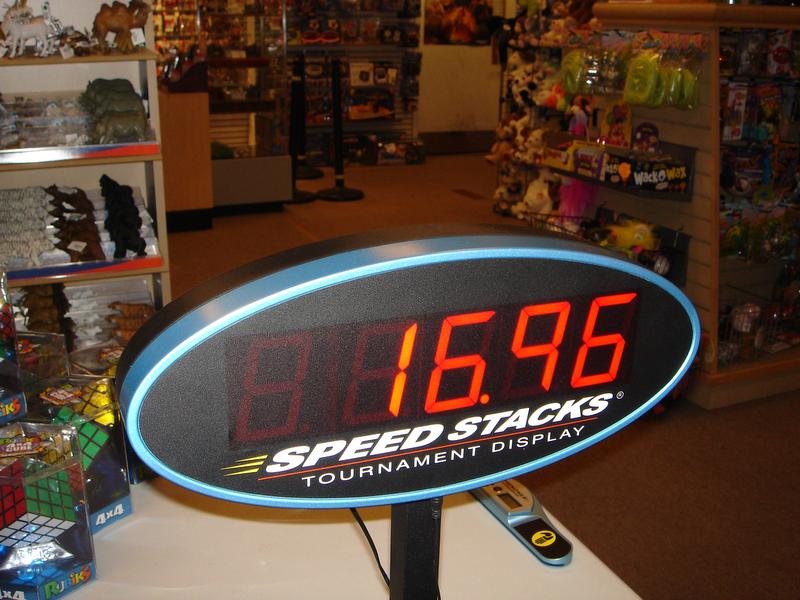 16.96
SPEED STACKS®
TOURNAMENT DISPLAY
WACKO WAX
4x4
RUBIK'S
4x4